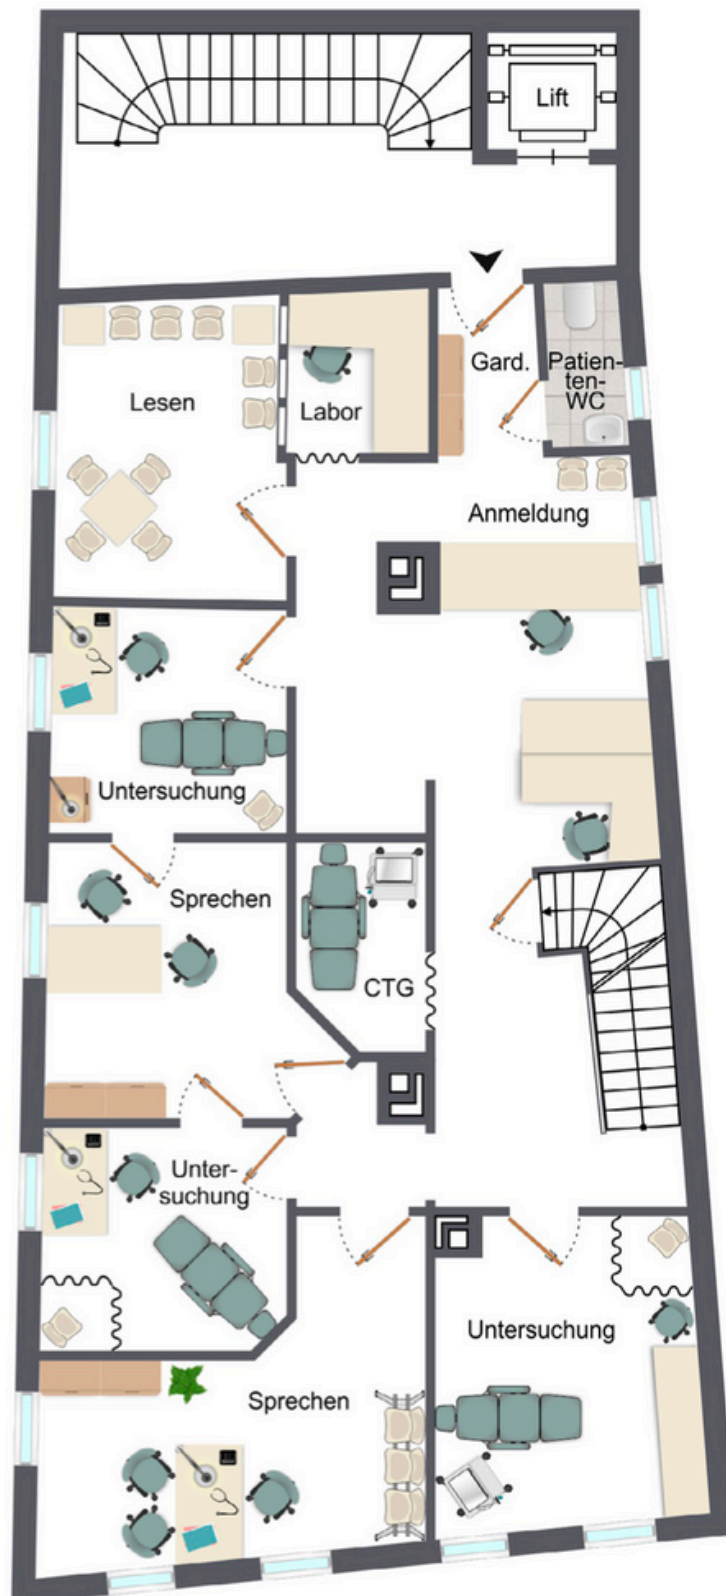 Lift
Gard.
Patien-
ten-
WC
Lesen
Labor
Anmeldung
Untersuchung
Sprechen
CTG
Unter-
suchung
Untersuchung
Sprechen